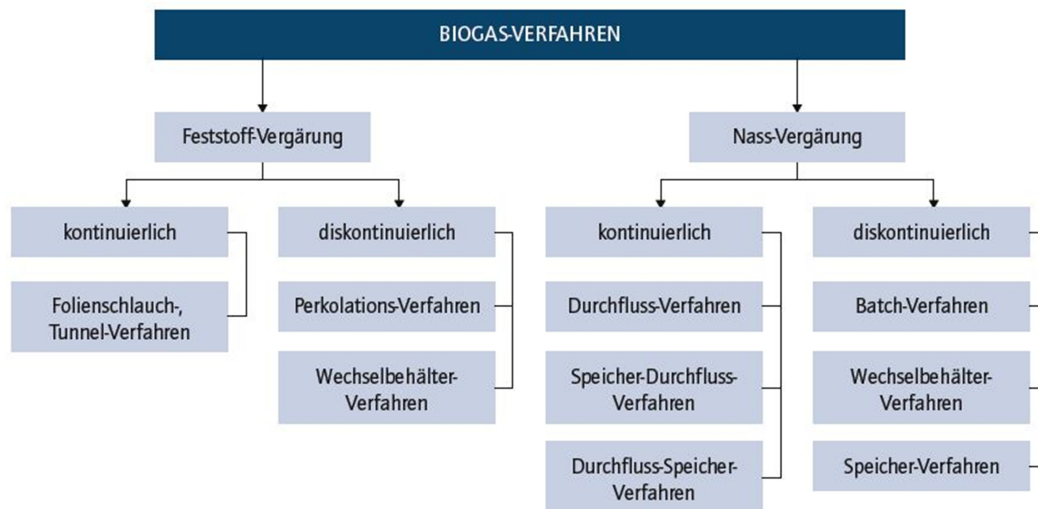 BIOGAS-VERFAHREN
Feststoff-Vergärung
Nass-Vergärung
kontinuierlich
diskontinuierlich
kontinuierlich
diskontinuierlich
Folienschlauch-,
Tunnel-Verfahren
Perkolations-Verfahren
Durchfluss-Verfahren
Batch-Verfahren
Wechselbehälter-
Verfahren
Speicher-Durchfluss-
Verfahren
Wechselbehälter-
Verfahren
Durchfluss-Speicher-
Verfahren
Speicher-Verfahren